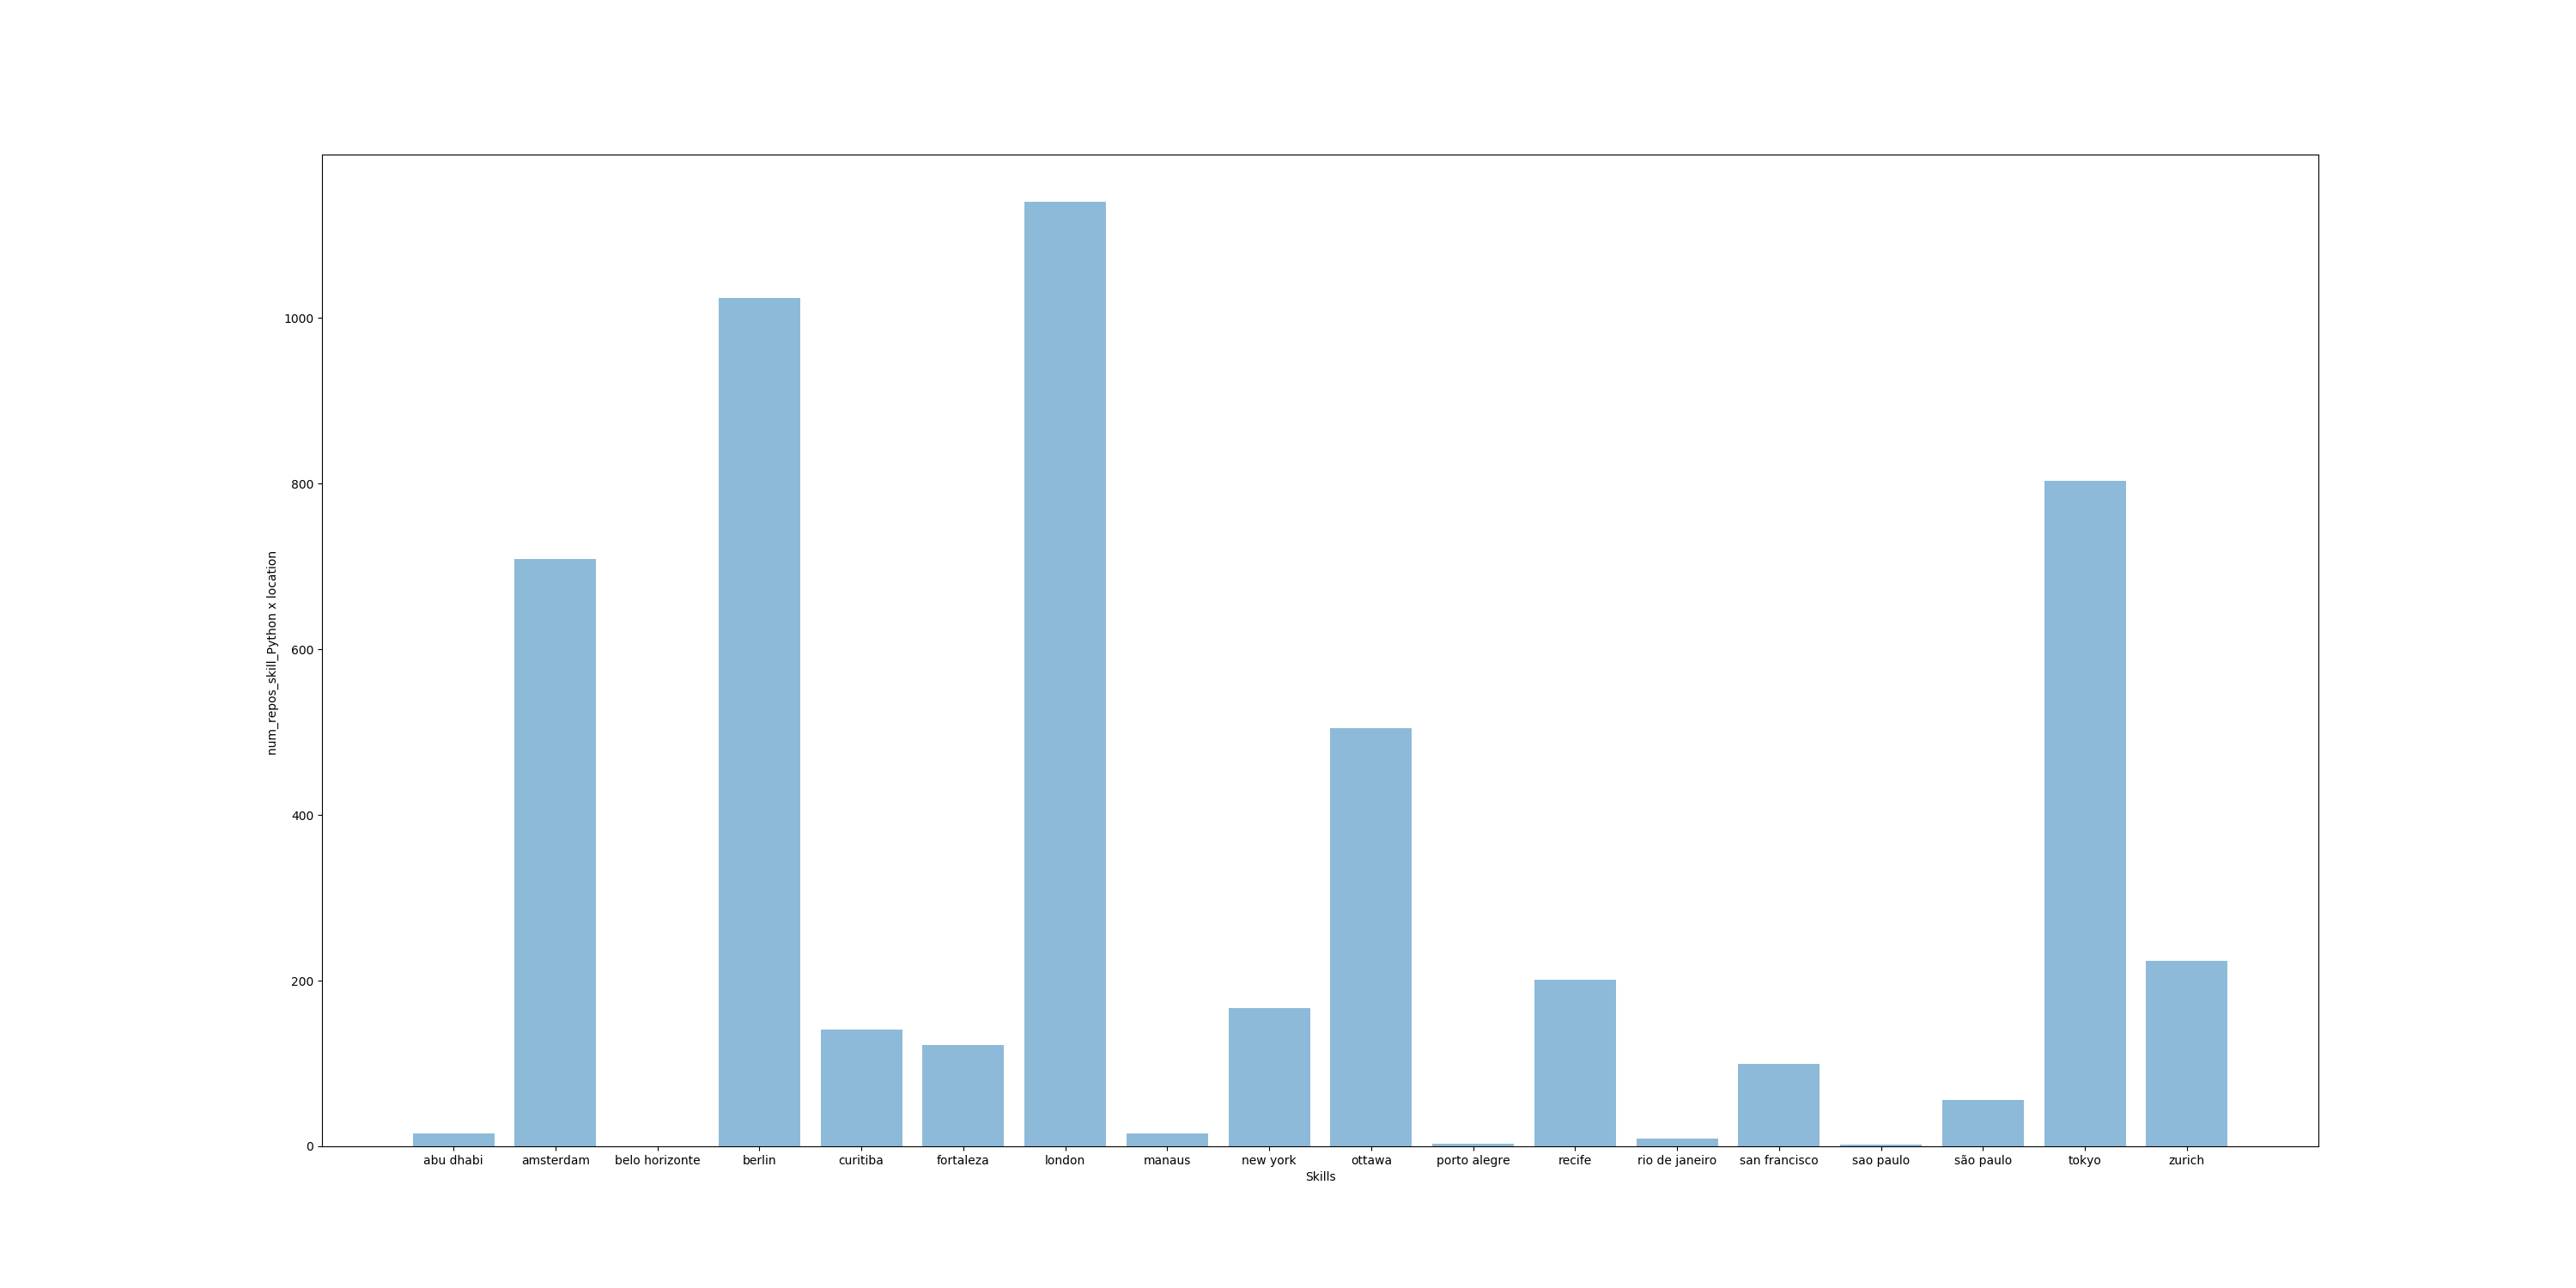 num_repos_skill_Python x location
1000
800
600
400
200
0
abu dhabi amsterdam belo horizonte berlin curitiba fortaleza london manaus new york ottawa porto alegre recife rio de janeiro san francisco sao paulo são paulo tokyo zurich
Skills